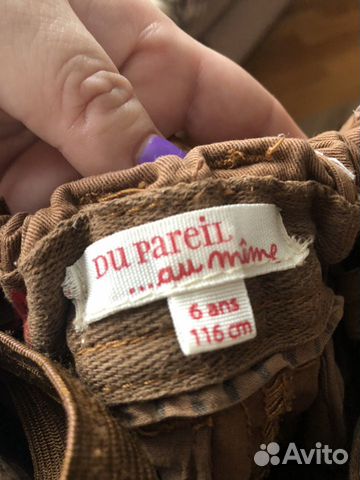 DU PAREIL
...au même
6 ans
116 cm
Avito